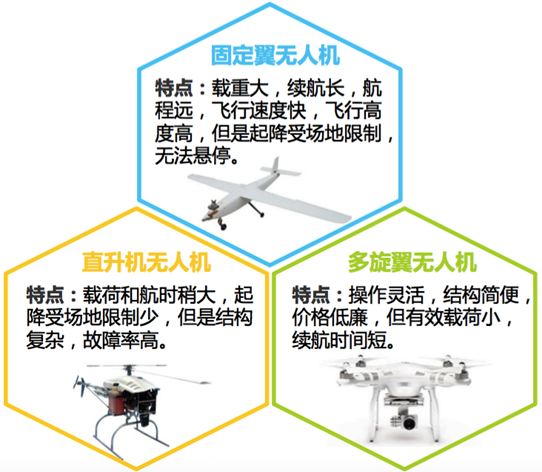 固定翼无人机
特点：载重大，续航长，航
程远，飞行速度快，飞行高
度高，但是起降受场地限制，
无法悬停。
直升机无人机
特点：载荷和航时稍大，起
降受场地限制少，但是结构
复杂，故障率高。
多旋翼无人机
特点：操作灵活，结构简便，
价格低廉，但有效载荷小，
续航时间短。